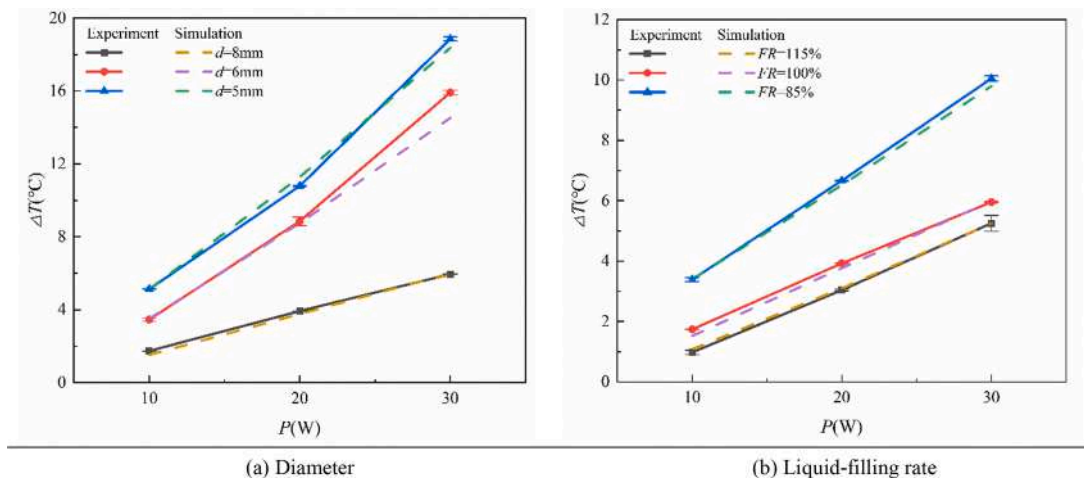 20
16
12
8
4
0
ΔT(°C)
Experiment Simulation
d=8mm
d=6mm
d=5mm
10 20 30
P(W)
12
10
8
6
4
2
0
ΔT(°C)
Experiment Simulation
FR=115%
FR=100%
FR=85%
10 20 30
P(W)
(a) Diameter (b) Liquid-filling rate